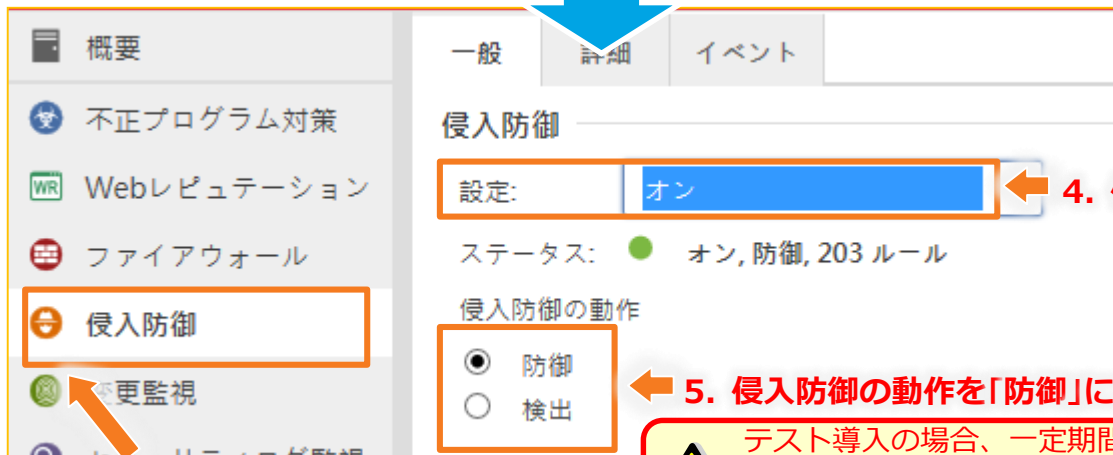 概要
不正プログラム対策
WR Webレピュテーション
ファイアウォール
侵入防御
変更監視
一般 詳細 イベント
侵入防御
設定: オン
4.
ステータス: オン, 防御, 203 ルール
侵入防御の動作
防御
検出
5. 侵入防御の動作を「防御」に
テスト導入の場合、一定期間